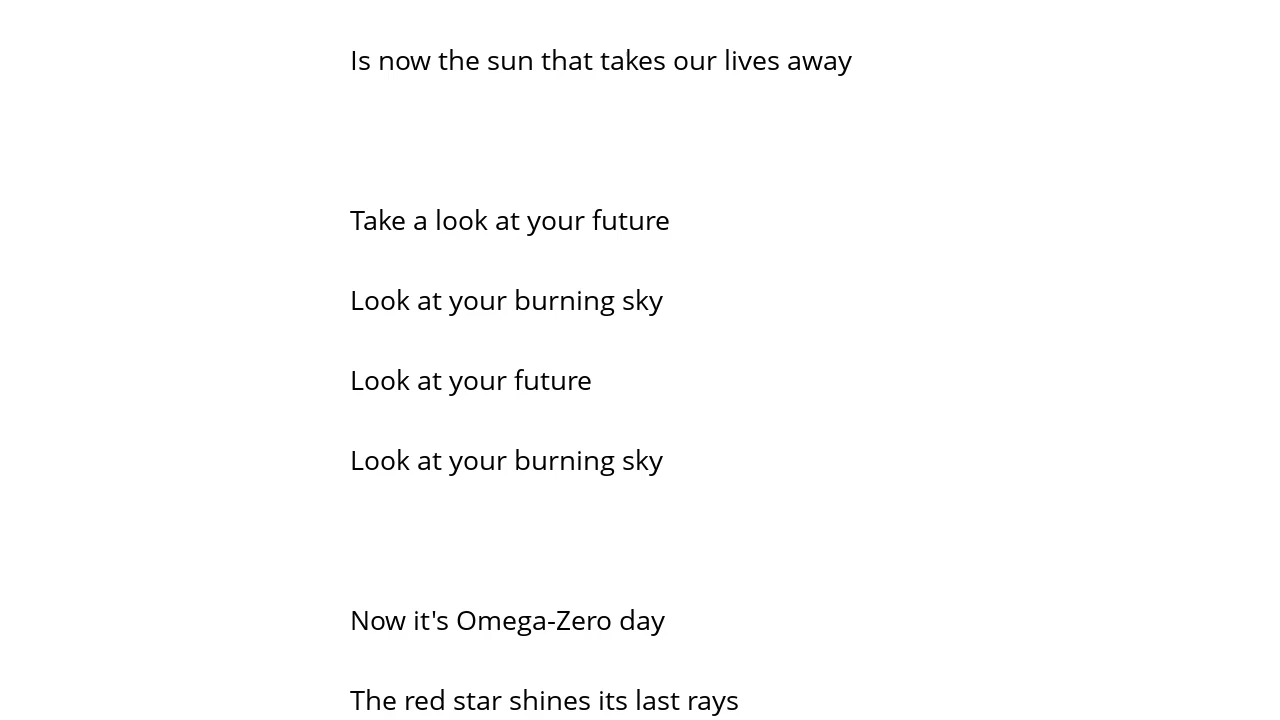 Is now the sun that takes our lives away
Take a look at your future
Look at your burning sky
Look at your future
Look at your burning sky
Now it's Omega-Zero day
The red star shines its last rays